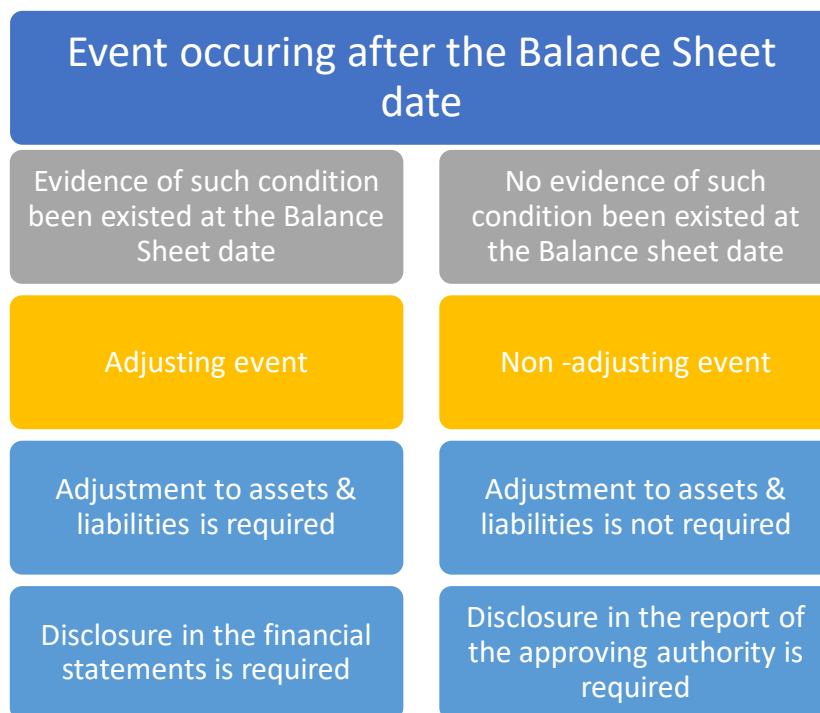 Event occuring after the Balance Sheet
date
Evidence of such condition
been existed at the Balance
Sheet date
No evidence of such
condition been existed at
the Balance sheet date
Adjusting event
Non -adjusting event
Adjustment to assets &
liabilities is required
Adjustment to assets &
liabilities is not required
Disclosure in the financial
statements is required
Disclosure in the report of
the approving authority is
required